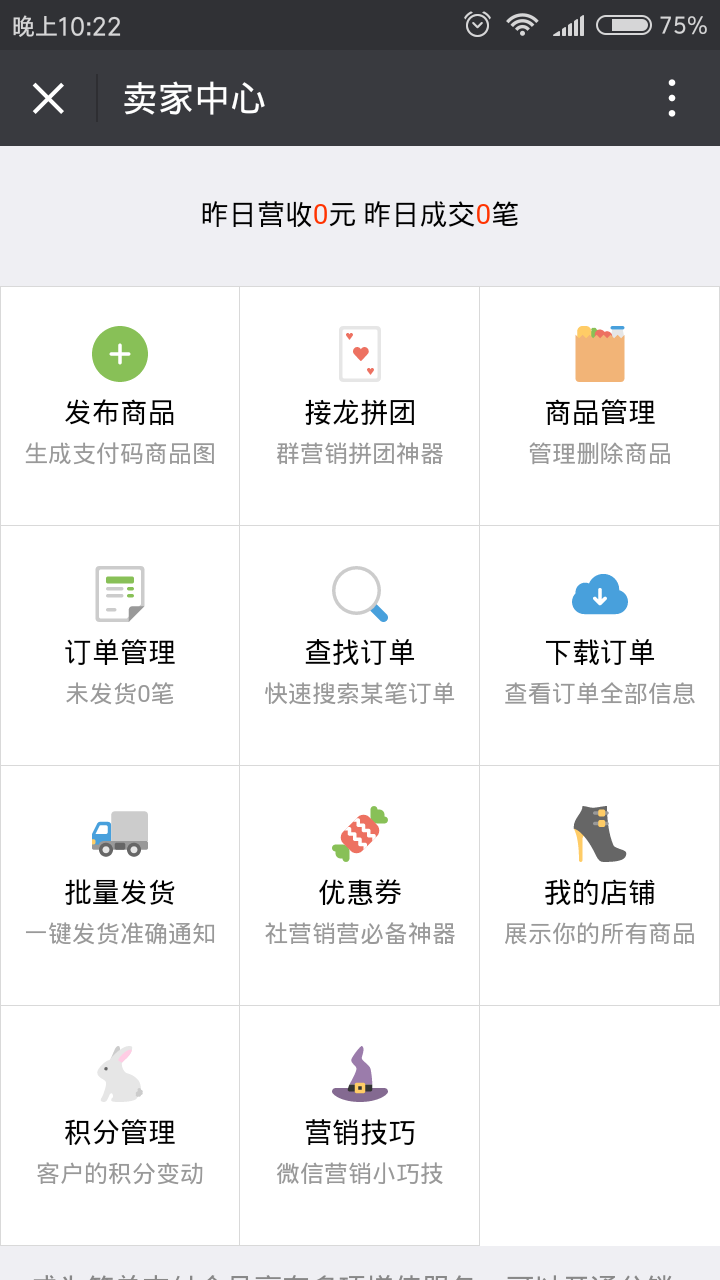 晚上10:22 75%
卖家中心
昨日营收0元 昨日成交0笔
发布商品 接龙拼团 商品管理
生成支付码商品图 群营销拼团神器 管理删除商品
订单管理 查找订单 下载订单
未发货0笔 快速搜索某笔订单 查看订单全部信息
批量发货 优惠券 我的店铺
一键发货准确通知 社营销营必备神器 展示你的所有商品
积分管理 营销技巧
客户的积分变动 微信营销小巧技